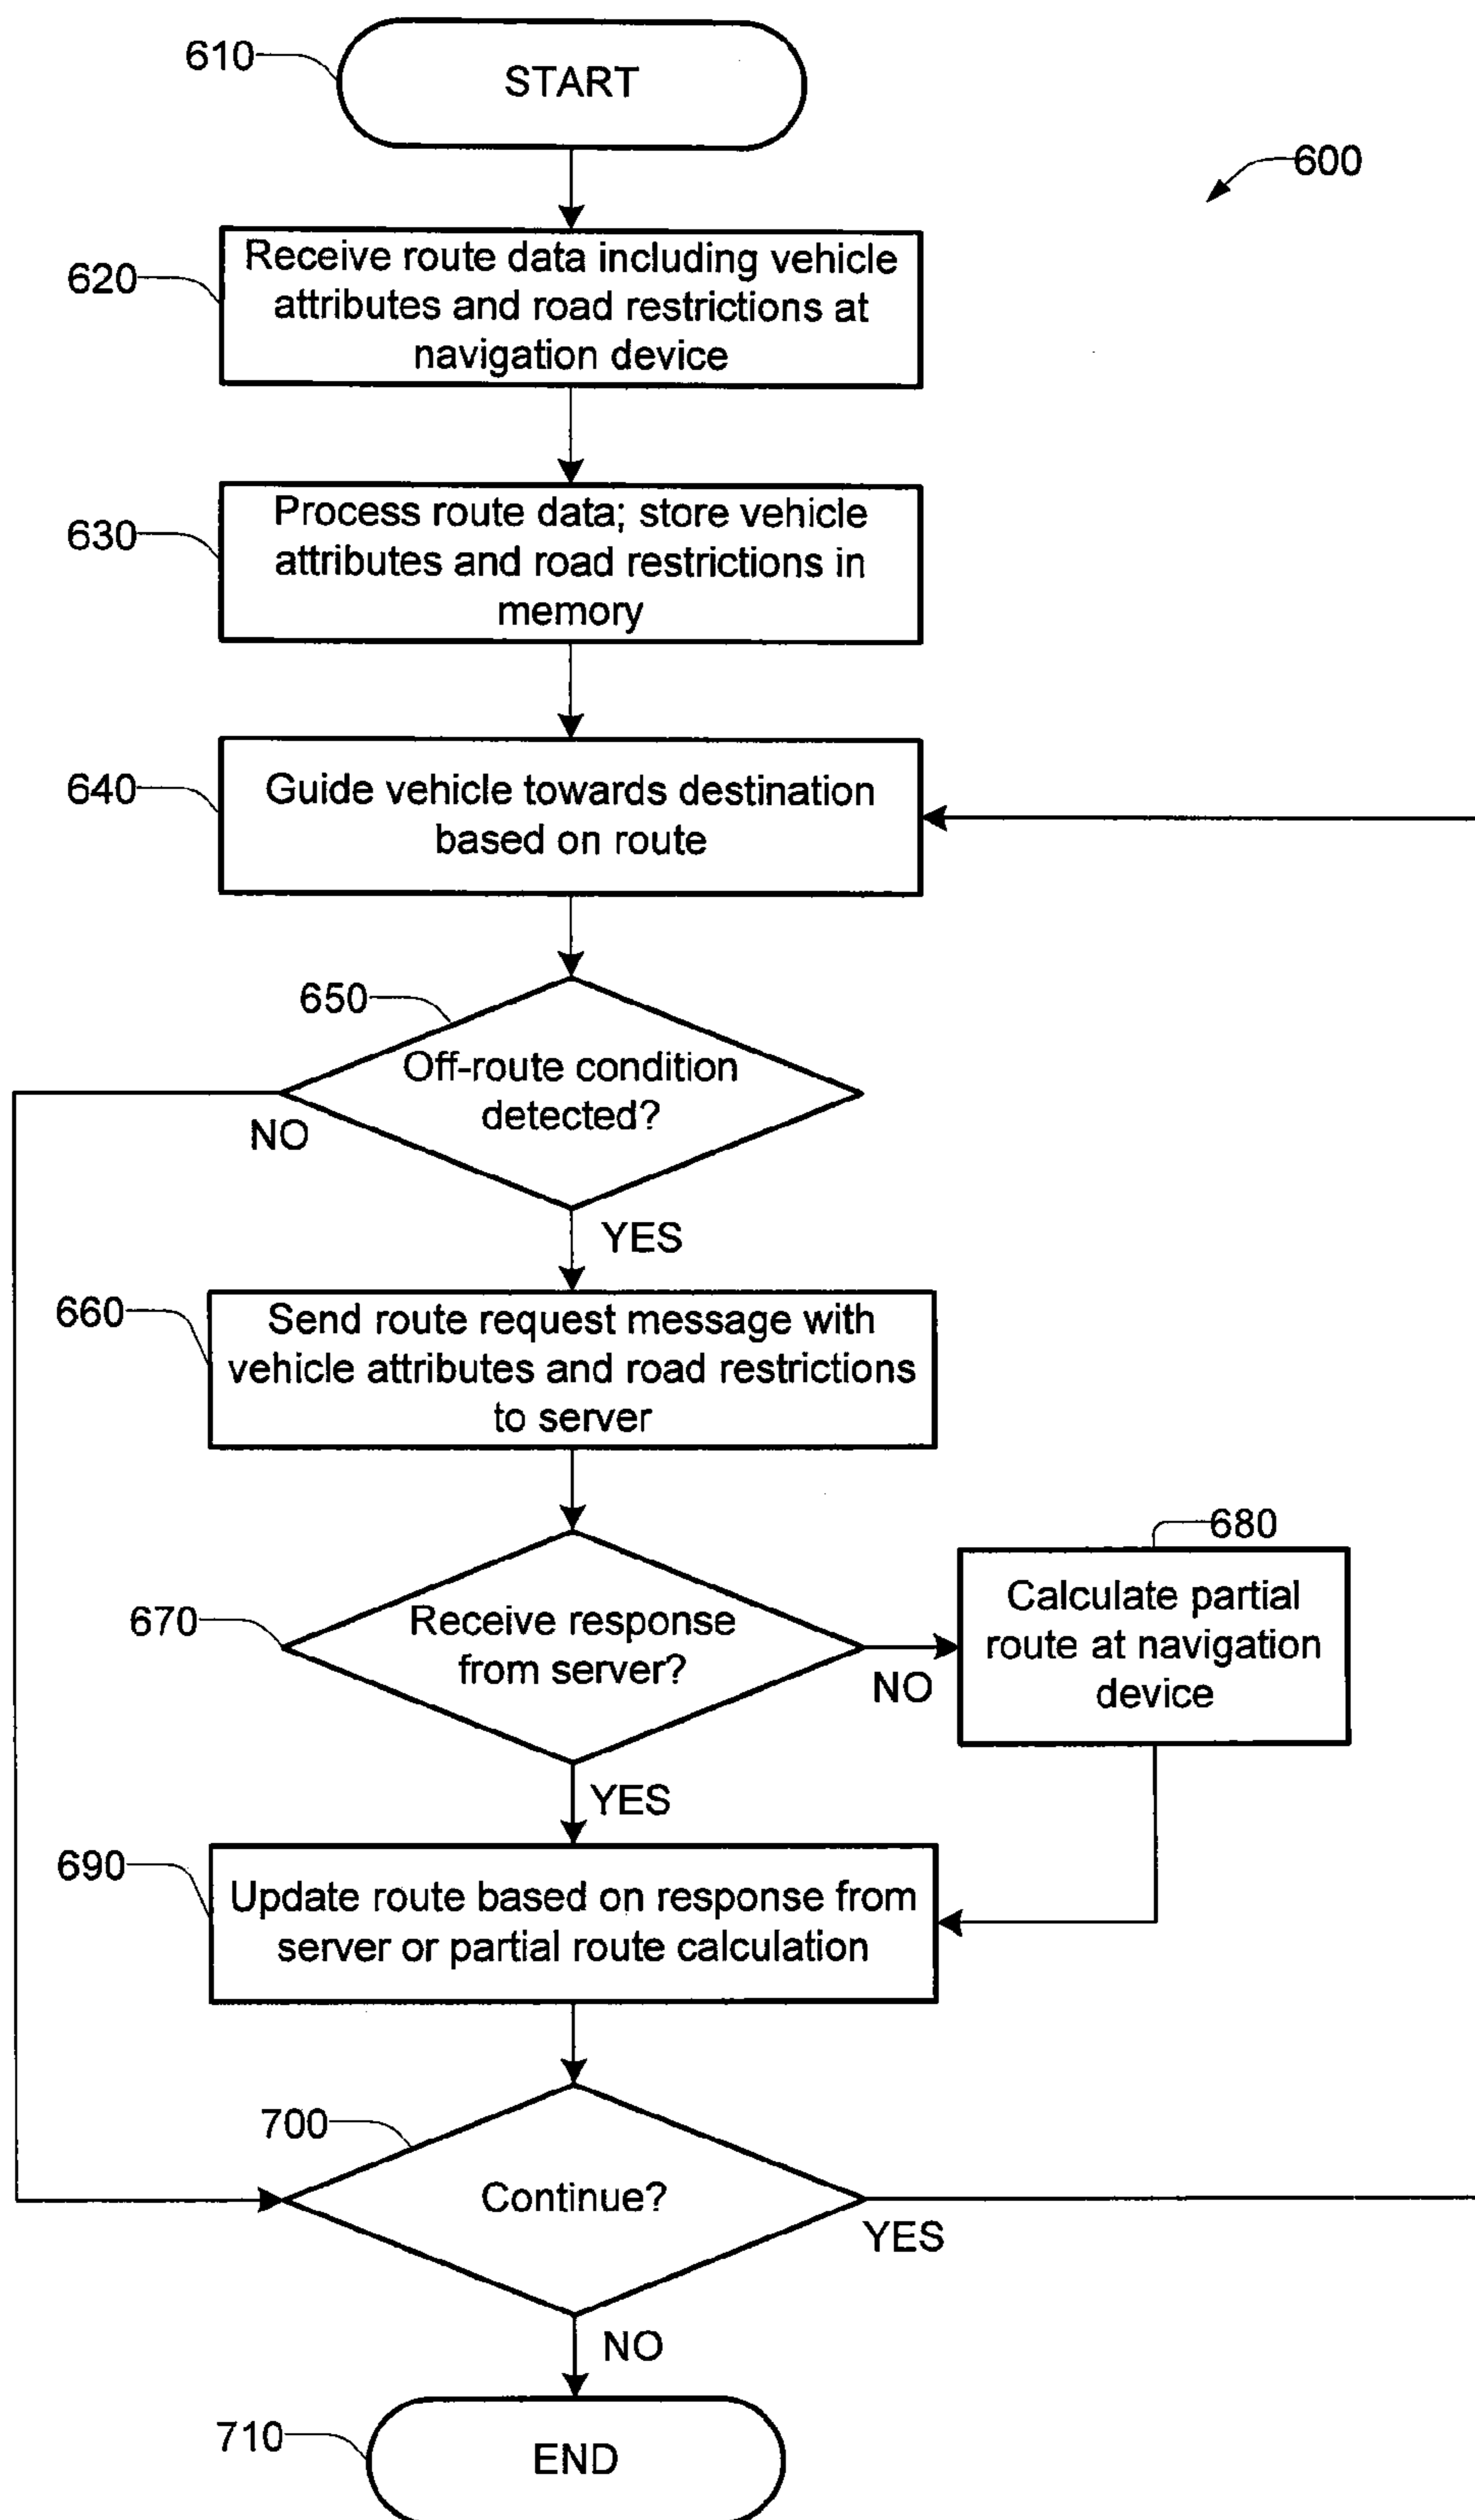 610
START
600
620
Receive route data including vehicle
attributes and road restrictions at
navigation device
630
Process route data; store vehicle
attributes and road restrictions in
memory
640
Guide vehicle towards destination
based on route
650
Off-route condition
detected?
NO
YES
660
Send route request message with
vehicle attributes and road restrictions
to server
680
Calculate partial
route at navigation
device
670
Receive response
from server?
NO
YES
690
Update route based on response from
server or partial route calculation
700
Continue?
YES
NO
710
END